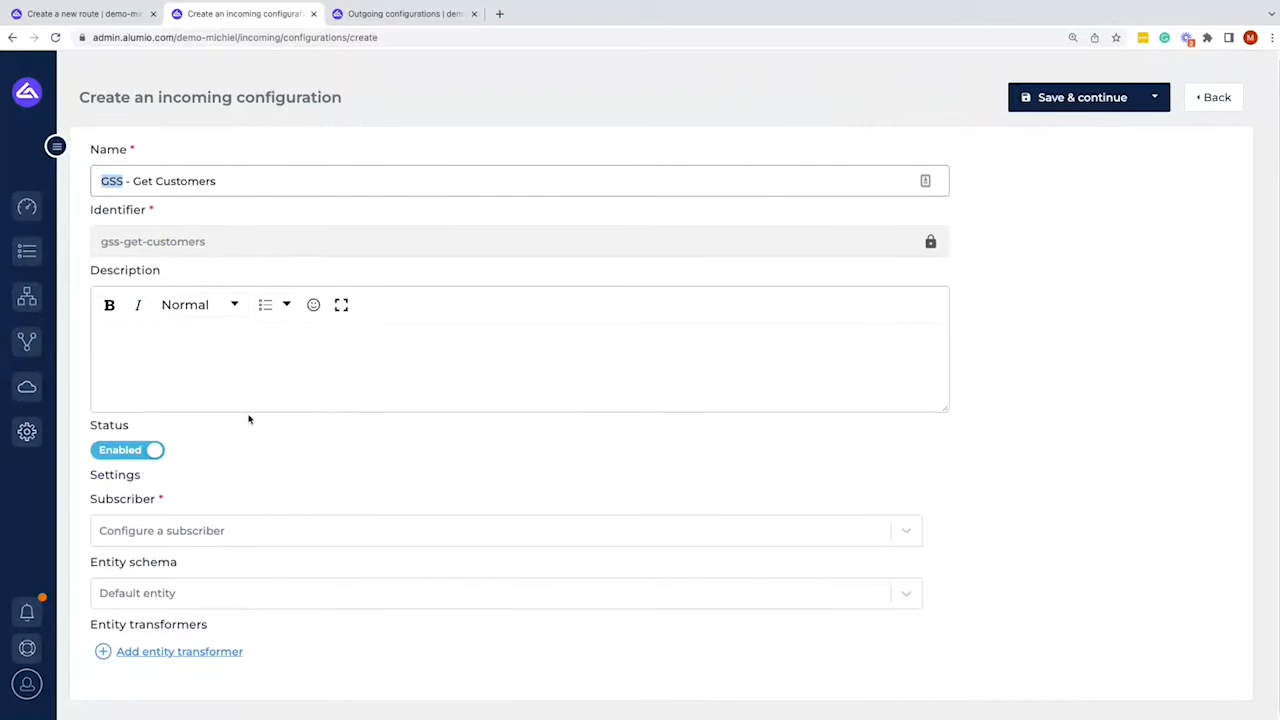 Create a new route | demo-mic
Create an incoming configurat
Outgoing configurations | dem
admin.alumio.com/demo-michiel/incoming/configurations/create
M
2
Create an incoming configuration
Save & continue
Back
Name *
GSS - Get Customers
Identifier *
gss-get-customers
Description
B I Normal
Status
Enabled
Settings
Subscriber *
Configure a subscriber
Entity schema
Default entity
Entity transformers
Add entity transformer